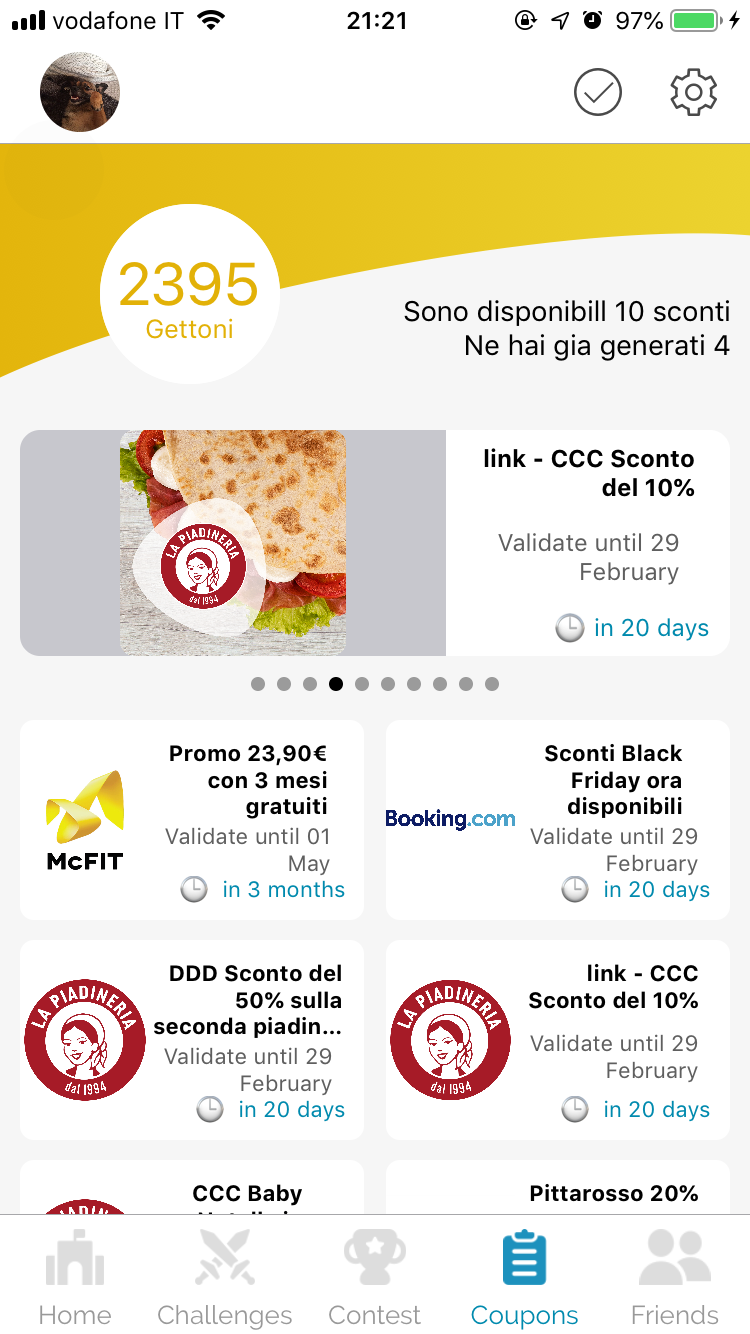 vodafone IT
21:21
97%
2395
Gettoni
Sono disponibill 10 sconti
Ne hai gia generati 4
LA PIADINERIA
dal 1994
link - CCC Sconto
del 10%
Validate until 29
February
in 20 days
McFIT
Promo 23,90€
con 3 mesi
gratuiti
Validate until 01
May
in 3 months
Booking.com
Sconti Black
Friday ora
disponibili
Validate until 29
February
in 20 days
LA PIADINERIA
dal 1994
DDD Sconto del
50% sulla
seconda piadin...
Validate until 29
February
in 20 days
LA PIADINERIA
dal 1994
link - CCC
Sconto del 10%
Validate until 29
February
in 20 days
CCC Baby
Pittarosso 20%
Home
Challenges
Contest
Coupons
Friends